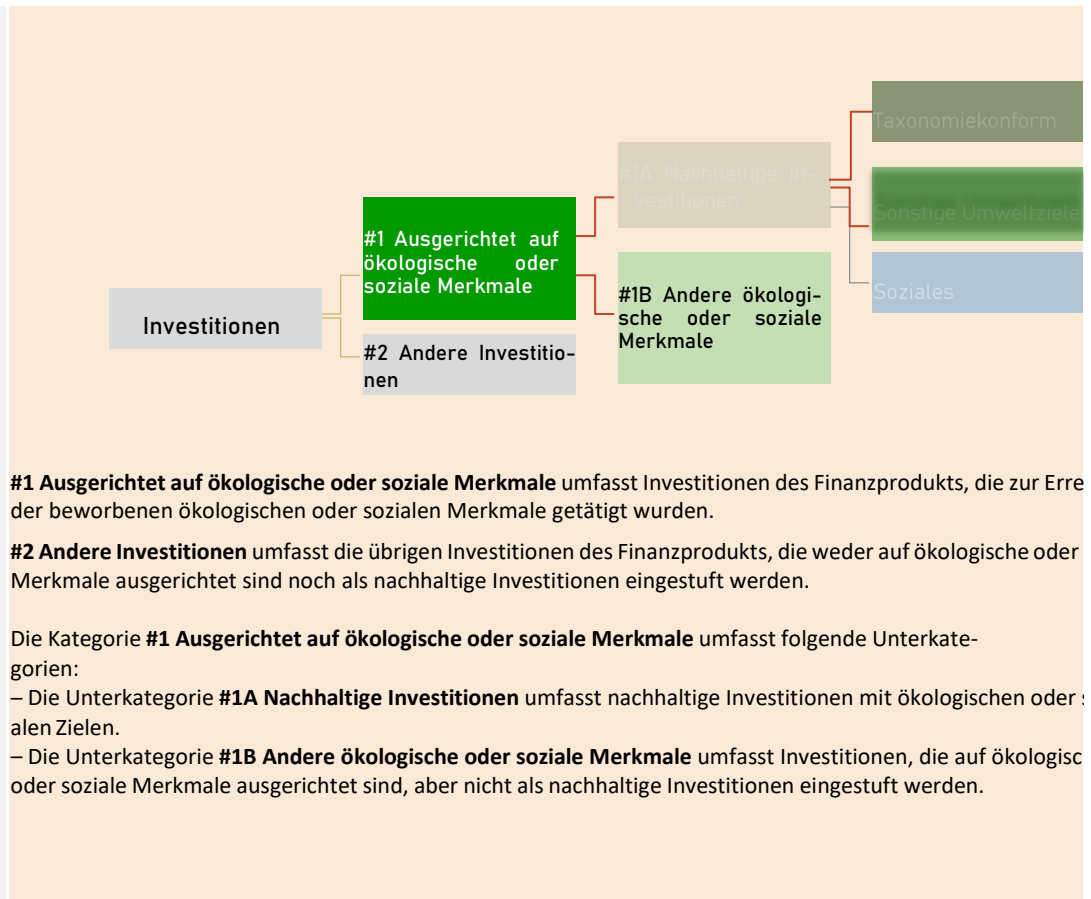 Taxonomiekonform
#1A Nachhaltige In-
vestitionen
Sonstige Umweltziele
#1 Ausgerichtet auf
ökologische oder
soziale Merkmale
Soziales
#1B Andere ökologi-
sche oder soziale
Merkmale
Investitionen
#2 Andere Investitio-
nen
#1 Ausgerichtet auf ökologische oder soziale Merkmale umfasst Investitionen des Finanzprodukts, die zur Erre
der beworbenen ökologischen oder sozialen Merkmale getätigt wurden.
#2 Andere Investitionen umfasst die übrigen Investitionen des Finanzprodukts, die weder auf ökologische oder
Merkmale ausgerichtet sind noch als nachhaltige Investitionen eingestuft werden.
Die Kategorie #1 Ausgerichtet auf ökologische oder soziale Merkmale umfasst folgende Unterkate-
gorien:
– Die Unterkategorie #1A Nachhaltige Investitionen umfasst nachhaltige Investitionen mit ökologischen oder s
alen Zielen.
– Die Unterkategorie #1B Andere ökologische oder soziale Merkmale umfasst Investitionen, die auf ökologisc
oder soziale Merkmale ausgerichtet sind, aber nicht als nachhaltige Investitionen eingestuft werden.